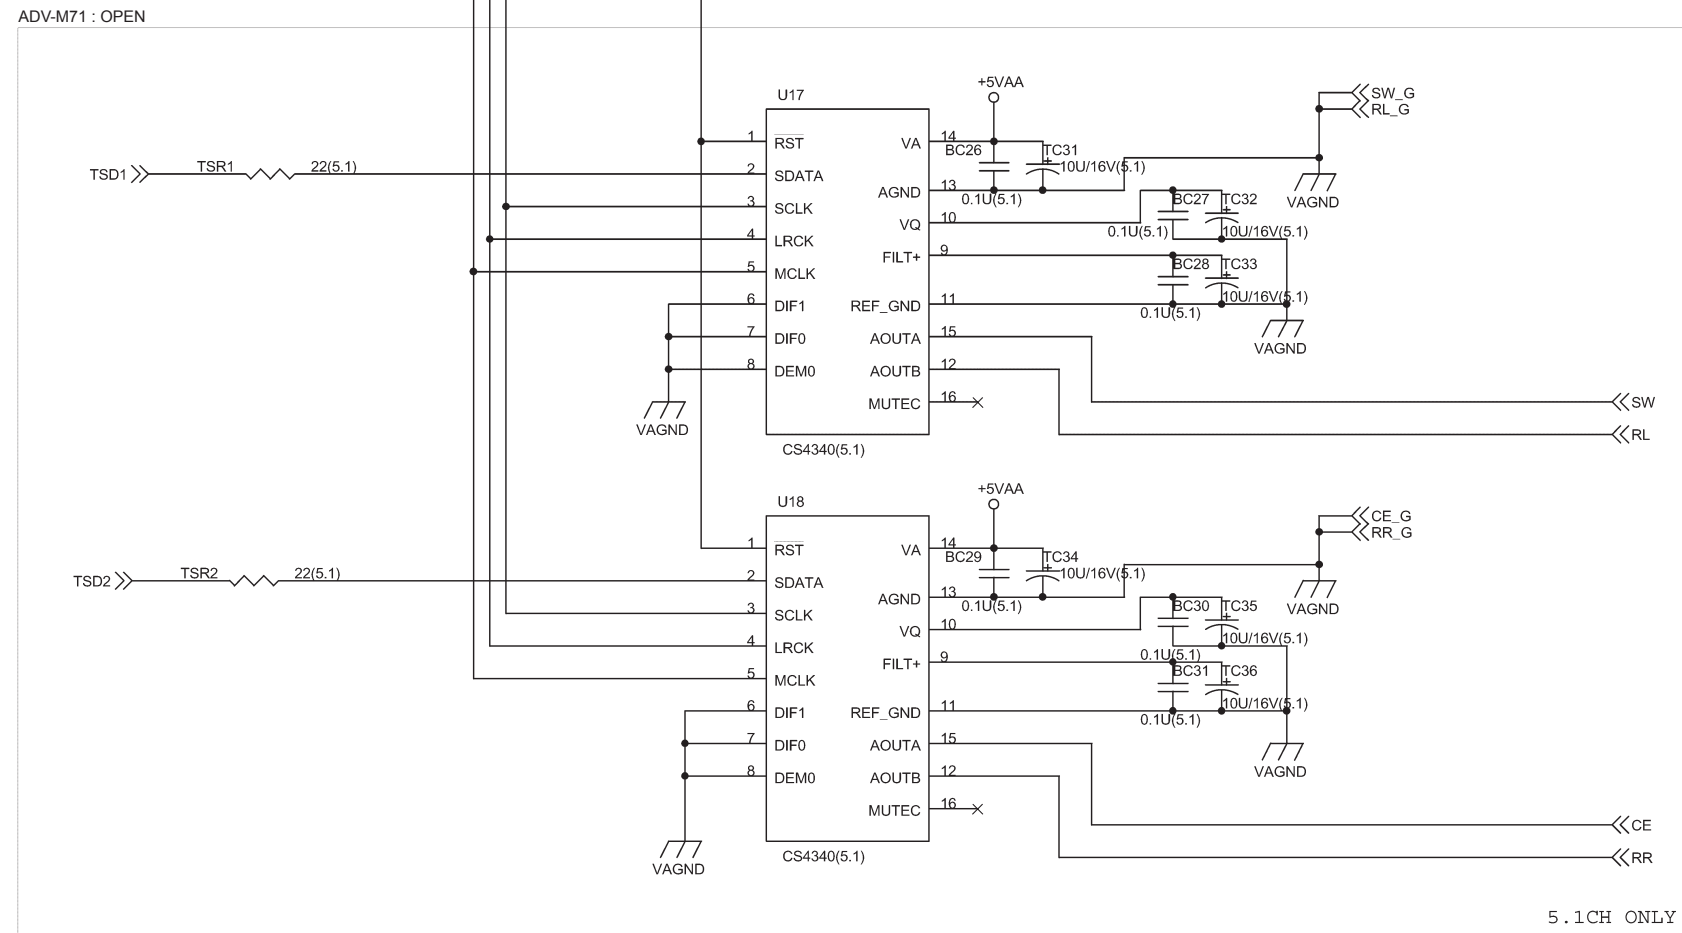 ADV-M71 : OPEN
+5VAA
U17
SW_G
RL_G
1 RST VA 14
BC26 TC31
10U/16V(5.1)
TSD1 TSR1 22(5.1) 2 SDATA
AGND 13 0.1U(5.1)
VAGND
3 SCLK
BC27 TC32
VQ 10
0.1U(5.1) 10U/16V(5.1)
4 LRCK
FILT+ 9
BC28 TC33
5 MCLK
10U/16V(5.1)
6 DIF1 REF_GND 11
0.1U(5.1)
7 DIF0 AOUTA 15
VAGND
8 DEM0 AOUTB 12
MUTEC 16
SW
VAGND
RL
CS4340(5.1)
+5VAA
U18
CE_G
RR_G
1 RST VA 14
BC29 TC34
10U/16V(5.1)
TSD2 TSR2 22(5.1) 2 SDATA
AGND 13 0.1U(5.1)
VAGND
3 SCLK
BC30 TC35
VQ 10
10U/16V(5.1)
4 LRCK
0.1U(5.1)
FILT+ 9
BC31 TC36
5 MCLK
10U/16V(5.1)
6 DIF1 REF_GND 11
0.1U(5.1)
7 DIF0 AOUTA 15
VAGND
8 DEM0 AOUTB 12
MUTEC 16
CE
CS4340(5.1)
RR
VAGND
5.1CH ONLY